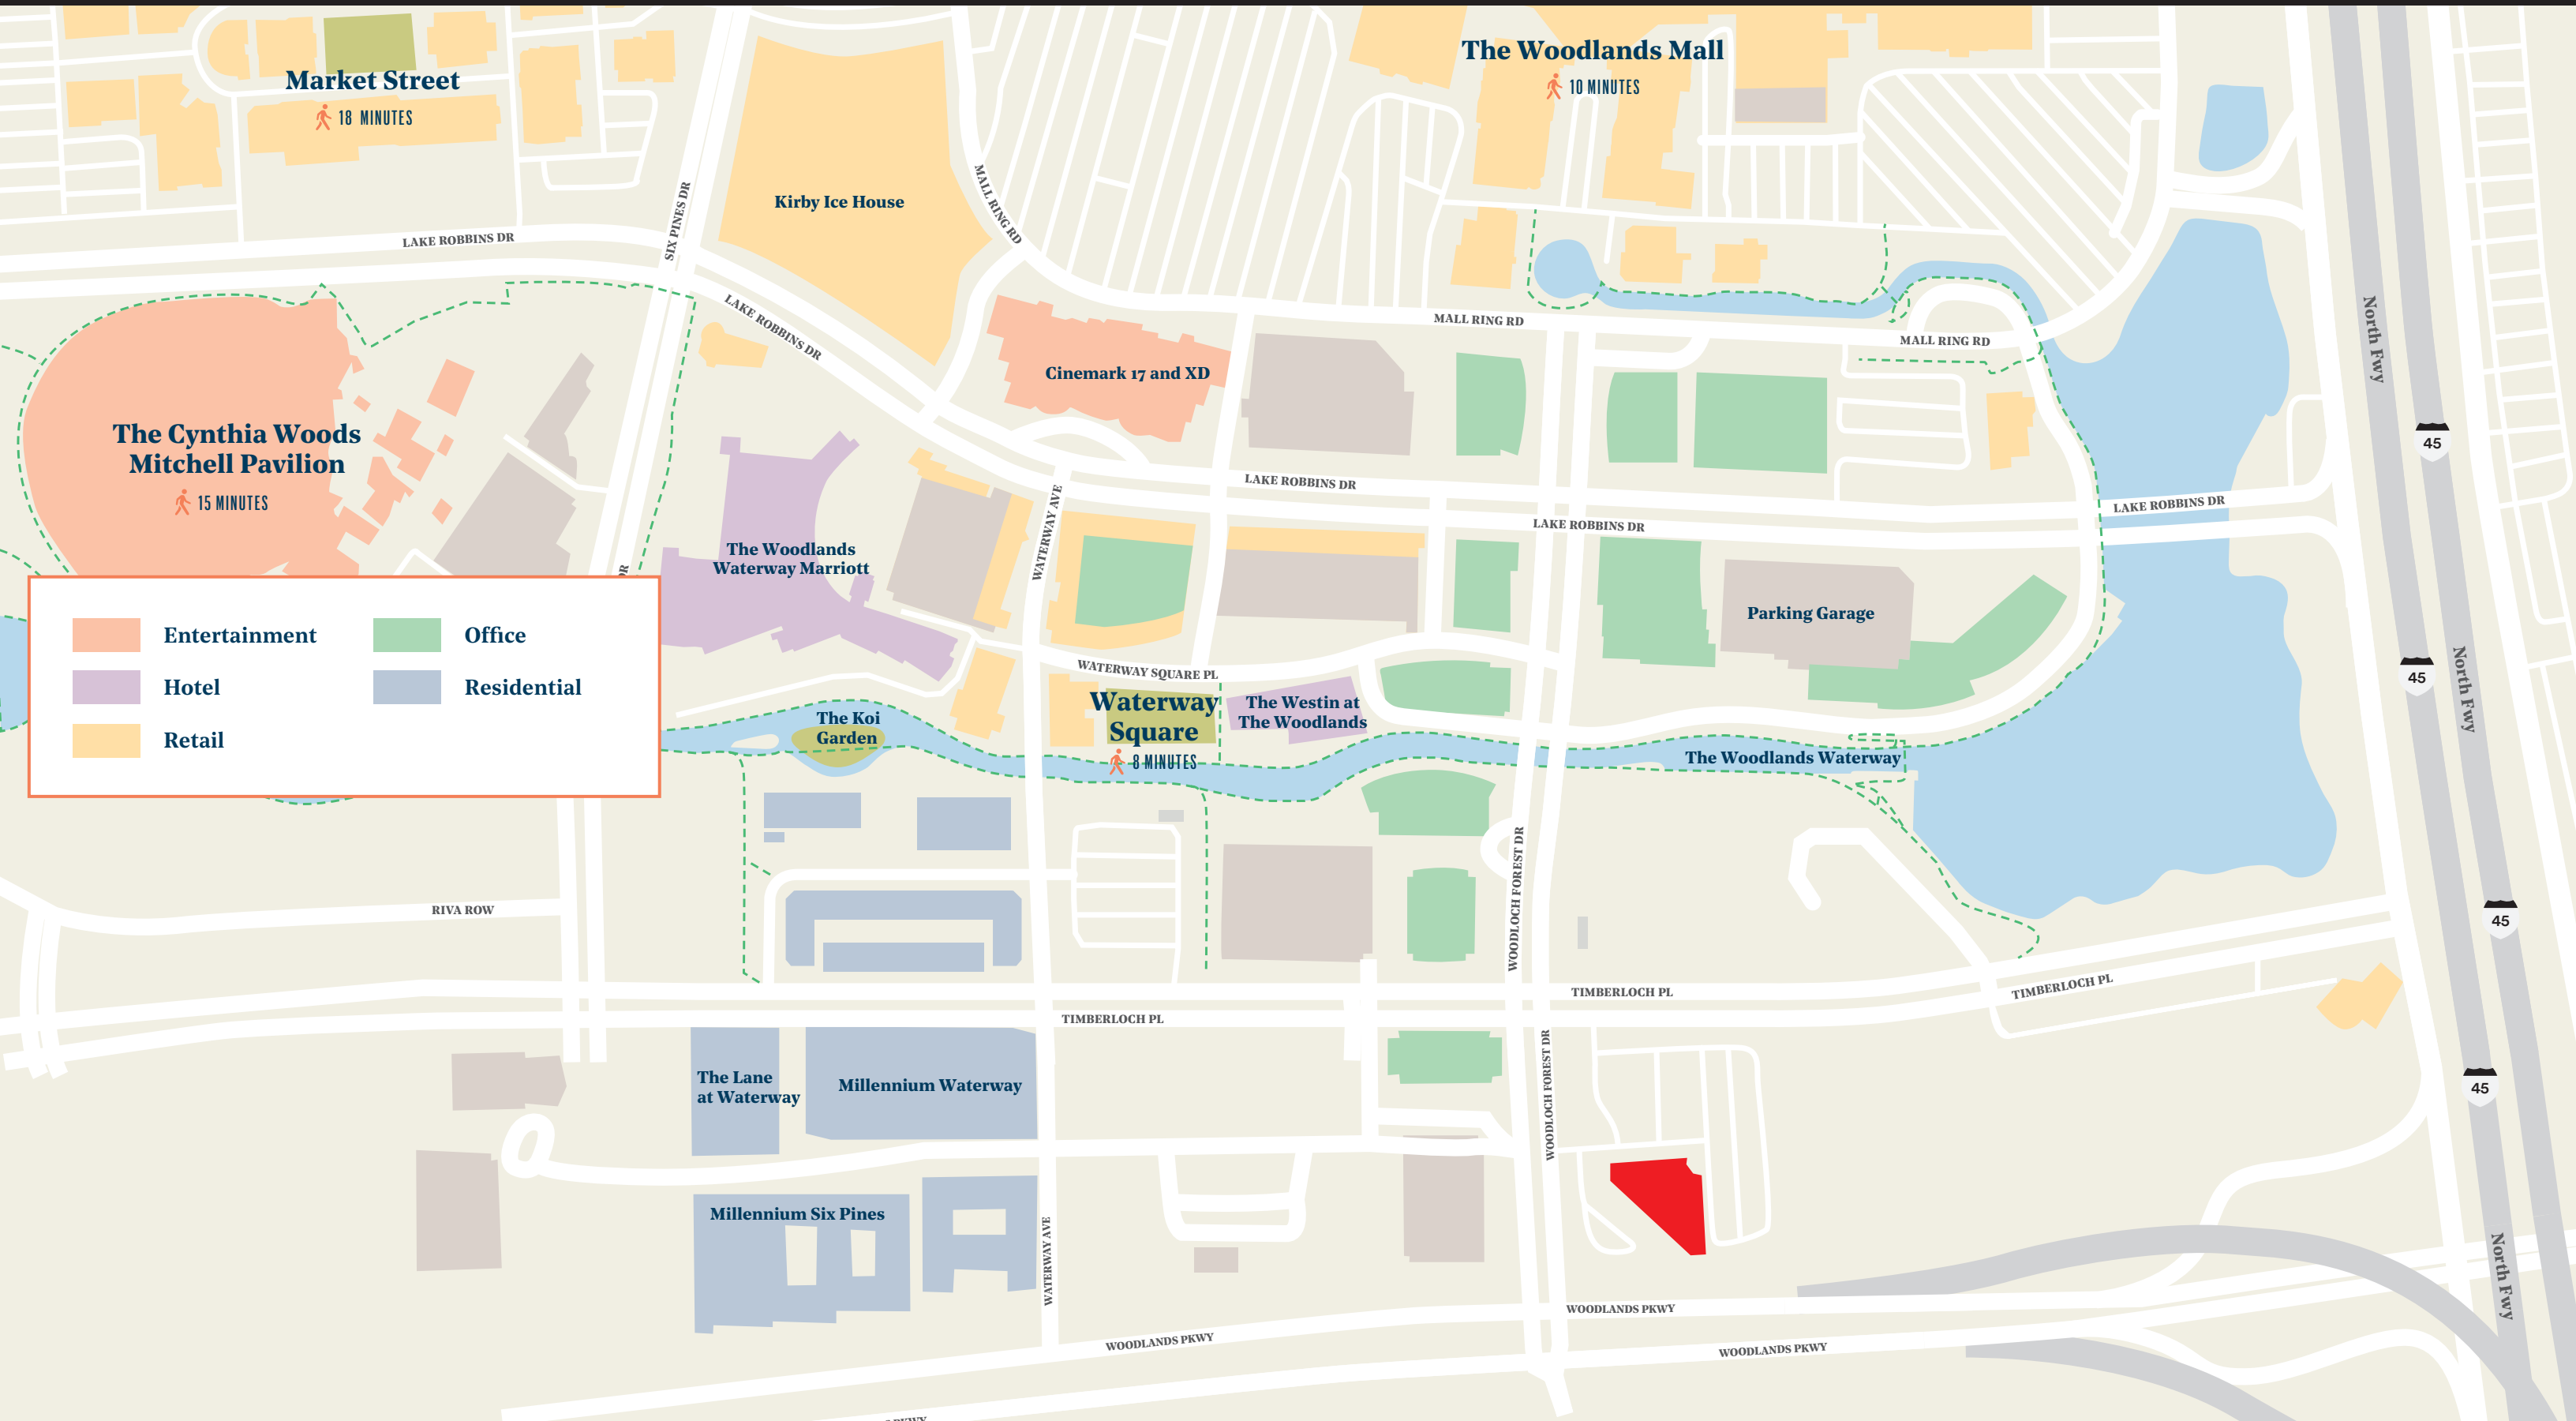 Market Street
18 MINUTES
The Woodlands Mall
10 MINUTES
Kirby Ice House
MALL RING RD
SIX PINES DR
LAKE ROBBINS DR
LAKE ROBBINS DR
MALL RING RD
MALL RING RD
North Fwy
Cinemark 17 and XD
The Cynthia Woods
Mitchell Pavilion
15 MINUTES
45
LAKE ROBBINS DR
LAKE ROBBINS DR
LAKE ROBBINS DR
WATERWAY AVE
The Woodlands
Waterway Marriott
DR
Parking Garage
Entertainment
Office
Hotel
Residential
Retail
WATERWAY SQUARE PL
45
North Fwy
Waterway
Square
8 MINUTES
The Westin at
The Woodlands
The Koi
Garden
The Woodlands Waterway
WOODLOCH FOREST DR
RIVA ROW
45
TIMBERLOCH PL
TIMBERLOCH PL
TIMBERLOCH PL
The Lane
at Waterway
Millennium Waterway
WOODLOCH FOREST DR
45
Millennium Six Pines
WATERWAY AVE
North Fwy
WOODLANDS PKWY
WOODLANDS PKWY
WOODLANDS PKWY